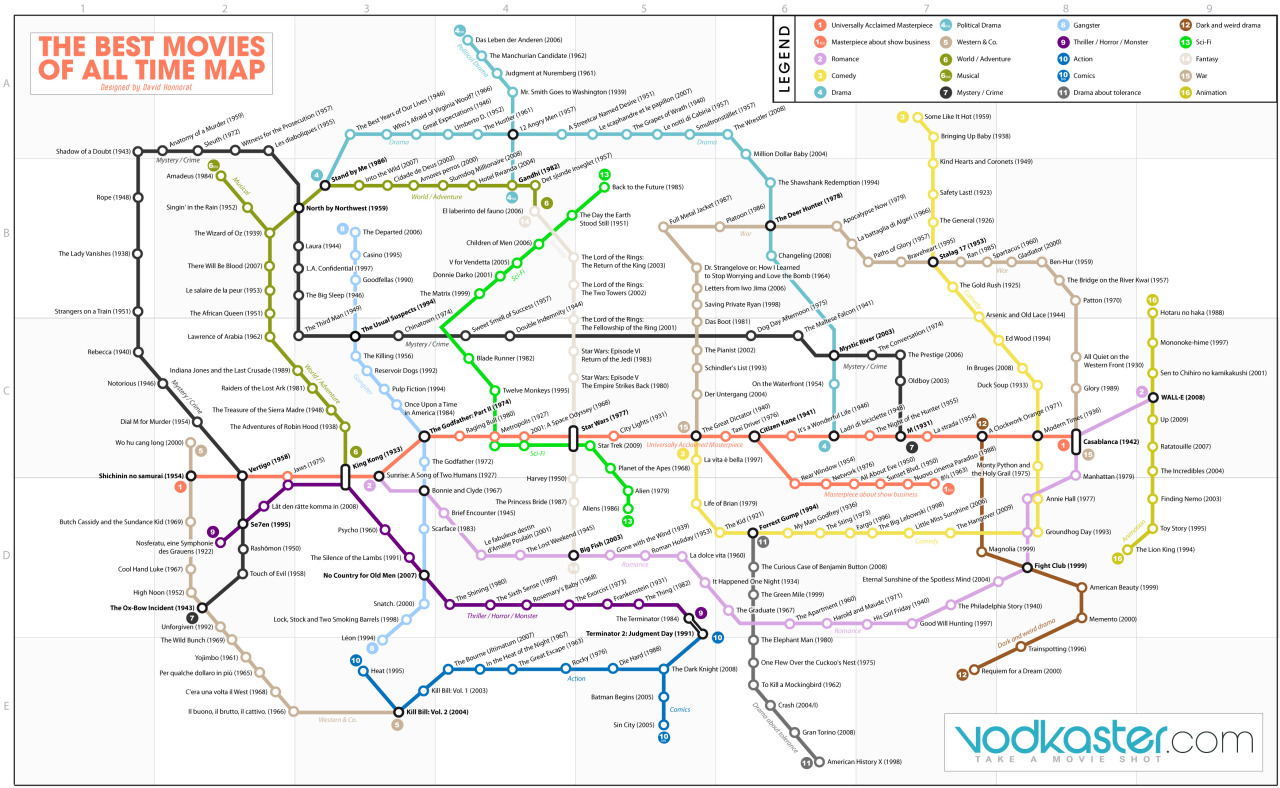 1 2 3 4 5 6 7 8 9
THE BEST MOVIES
OF ALL TIME MAP
Designed by David Honnorat
LEGEND
1 Universally Acclaimed Masterpiece
1bis Masterpiece about show business
2 Romance
3 Comedy
4 Drama
4bis Political Drama
5 Western & Co.
6 World / Adventure
6bis Musical
7 Mystery / Crime
8 Gangster
9 Thriller / Horror / Monster
10 Action
10 Comics
11 Drama about tolerance
12 Dark and weird drama
13 Sci-Fi
14 Fantasy
15 War
16 Animation
A
B
C
D
E
Das Leben der Anderen (2006)
The Manchurian Candidate (1962)
Judgment at Nuremberg (1961)
Mr. Smith Goes to Washington (1939)
Political Drama
The Best Years of Our Lives (1946)
Who's Afraid of Virginia Woolf? (1966)
Great Expectations (1946)
Umberto D. (1952)
The Hustler (1961)
12 Angry Men (1957)
A Streetcar Named Desire (1951)
Le scaphandre et le papillon (2007)
The Grapes of Wrath (1940)
Le notti di Cabiria (1957)
Smultronstället (1957)
The Wrestler (2008)
Drama
Drama
Million Dollar Baby (2004)
The Shawshank Redemption (1994)
The Deer Hunter (1978)
Changeling (2008)
Shadow of a Doubt (1943)
Anatomy of a Murder (1959)
Sleuth (1972)
Witness for the Prosecution (1957)
Les diaboliques (1955)
Mystery / Crime
Rope (1948)
The Lady Vanishes (1938)
Strangers on a Train (1951)
Rebecca (1940)
Notorious (1946)
Mystery / Crime
Dial M for Murder (1954)
Amadeus (1984)
Musical
Singin' in the Rain (1952)
The Wizard of Oz (1939)
There Will Be Blood (2007)
Le salaire de la peur (1953)
The African Queen (1951)
Lawrence of Arabia (1962)
Indiana Jones and the Last Crusade (1989)
Raiders of the Lost Ark (1981)
World / Adventure
The Treasure of the Sierra Madre (1948)
The Adventures of Robin Hood (1938)
Stand by Me (1986)
Into the Wild (2007)
Cidade de Deus (2002)
Amores perros (2000)
Slumdog Millionaire (2008)
Hotel Rwanda (2004)
Gandhi (1982)
Det sjunde inseglet (1957)
World / Adventure
El laberinto del fauno (2006)
North by Northwest (1959)
Laura (1944)
L.A. Confidential (1997)
The Big Sleep (1946)
The Third Man (1949)
The Departed (2006)
Casino (1995)
Goodfellas (1990)
The Usual Suspects (1994)
Chinatown (1974)
Sweet Smell of Success (1957)
Double Indemnity (1944)
Mystery / Crime
The Killing (1956)
Reservoir Dogs (1992)
Pulp Fiction (1994)
Gangster
Once Upon a Time
in America (1984)
Back to the Future (1985)
The Day the Earth
Stood Still (1951)
Children of Men (2006)
V for Vendetta (2005)
Donnie Darko (2001)
Sci-Fi
The Matrix (1999)
Blade Runner (1982)
Twelve Monkeys (1995)
The Lord of the Rings:
The Return of the King (2003)
The Lord of the Rings:
The Two Towers (2002)
The Lord of the Rings:
The Fellowship of the Ring (2001)
Star Wars: Episode VI
Return of the Jedi (1983)
Star Wars: Episode V
The Empire Strikes Back (1980)
Full Metal Jacket (1987)
Platoon (1986)
War
Apocalypse Now (1979)
La battaglia di Algeri (1966)
Paths of Glory (1957)
Braveheart (1995)
Stalag 17 (1953)
Ran (1985)
Spartacus (1960)
Gladiator (2000)
Ben-Hur (1959)
War
The Bridge on the River Kwai (1957)
Patton (1970)
All Quiet on the
Western Front (1930)
Glory (1989)
Dr. Strangelove or: How I Learned
to Stop Worrying and Love the Bomb (1964)
Letters from Iwo Jima (2006)
Saving Private Ryan (1998)
Das Boot (1981)
The Pianist (2002)
Schindler's List (1993)
Der Untergang (2004)
Dog Day Afternoon (1975)
The Maltese Falcon (1941)
Mystic River (2003)
The Conversation (1974)
Mystery / Crime
The Prestige (2006)
Oldboy (2003)
On the Waterfront (1954)
Some Like It Hot (1959)
Bringing Up Baby (1938)
Kind Hearts and Coronets (1949)
Safety Last! (1923)
The General (1926)
The Gold Rush (1925)
Comedy
Arsenic and Old Lace (1944)
Ed Wood (1994)
In Bruges (2008)
Duck Soup (1933)
Hotaru no haka (1988)
Mononoke-hime (1997)
Sen to Chihiro no kamikakushi (2001)
WALL-E (2008)
Up (2009)
Ratatouille (2007)
The Incredibles (2004)
Finding Nemo (2003)
Toy Story (1995)
Animation
The Lion King (1994)
Wo hu cang long (2000)
Shichinin no samurai (1954)
Vertigo (1958)
Jaws (1975)
King Kong (1933)
Sunrise: A Song of Two Humans (1927)
The Godfather: Part II (1974)
Raging Bull (1980)
Metropolis (1927)
2001: A Space Odyssey (1968)
Star Wars (1977)
City Lights (1931)
Universally Acclaimed Masterpiece
The Great Dictator (1940)
Taxi Driver (1976)
Citizen Kane (1941)
It's a Wonderful Life (1946)
Ladri di biciclette (1948)
The Night of the Hunter (1955)
M (1931)
La strada (1954)
A Clockwork Orange (1971)
Modern Times (1936)
Casablanca (1942)
Sci-Fi
Star Trek (2009)
Planet of the Apes (1968)
Alien (1979)
Aliens (1986)
Rear Window (1954)
Network (1976)
All About Eve (1950)
Sunset Blvd. (1950)
Nuovo cinema Paradiso (1988)
8½ (1963)
Masterpiece about show business
Monty Python and
the Holy Grail (1975)
Manhattan (1979)
Annie Hall (1977)
Groundhog Day (1993)
La vita è bella (1997)
Life of Brian (1979)
The Kid (1921)
Forrest Gump (1994)
My Man Godfrey (1936)
The Sting (1973)
Fargo (1996)
The Big Lebowski (1998)
Little Miss Sunshine (2006)
The Hangover (2009)
Comedy
Butch Cassidy and the Sundance Kid (1969)
Cool Hand Luke (1967)
High Noon (1952)
The Ox-Bow Incident (1943)
Unforgiven (1992)
The Wild Bunch (1969)
Yojimbo (1961)
Per qualche dollaro in più (1965)
C'era una volta il West (1968)
Il buono, il brutto, il cattivo. (1966)
Western & Co.
Låt den rätte komma in (2008)
Se7en (1995)
Nosferatu, eine Symphonie
des Grauens (1922)
Rashômon (1950)
Touch of Evil (1958)
Psycho (1960)
The Silence of the Lambs (1991)
No Country for Old Men (2007)
The Godfather (1972)
Bonnie and Clyde (1967)
Scarface (1983)
Snatch. (2000)
Lock, Stock and Two Smoking Barrels (1998)
Léon (1994)
Brief Encounter (1945)
Le fabuleux destin
d'Amélie Poulain (2001)
The Lost Weekend (1945)
Harvey (1950)
The Princess Bride (1987)
Big Fish (2003)
Gone with the Wind (1939)
Roman Holiday (1953)
Romance
La dolce vita (1960)
It Happened One Night (1934)
The Graduate (1967)
The Apartment (1960)
Harold and Maude (1971)
His Girl Friday (1940)
Romance
Good Will Hunting (1997)
The Philadelphia Story (1940)
Eternal Sunshine of the Spotless Mind (2004)
Fight Club (1999)
The Shining (1980)
The Sixth Sense (1999)
Rosemary's Baby (1968)
The Exorcist (1973)
Frankenstein (1931)
The Thing (1982)
Thriller / Horror / Monster
The Terminator (1984)
Terminator 2: Judgment Day (1991)
Heat (1995)
Kill Bill: Vol. 2 (2004)
Kill Bill: Vol. 1 (2003)
The Bourne Ultimatum (2007)
In the Heat of the Night (1967)
The Great Escape (1963)
Rocky (1976)
Die Hard (1988)
Action
The Dark Knight (2008)
Batman Begins (2005)
Comics
Sin City (2005)
The Curious Case of Benjamin Button (2008)
The Green Mile (1999)
The Elephant Man (1980)
One Flew Over the Cuckoo's Nest (1975)
To Kill a Mockingbird (1962)
Crash (2004/I)
Drama about tolerance
Gran Torino (2008)
American History X (1998)
Magnolia (1999)
American Beauty (1999)
Memento (2000)
Dark and weird drama
Trainspotting (1996)
Requiem for a Dream (2000)
vodkaster.com
TAKE A MOVIE SHOT